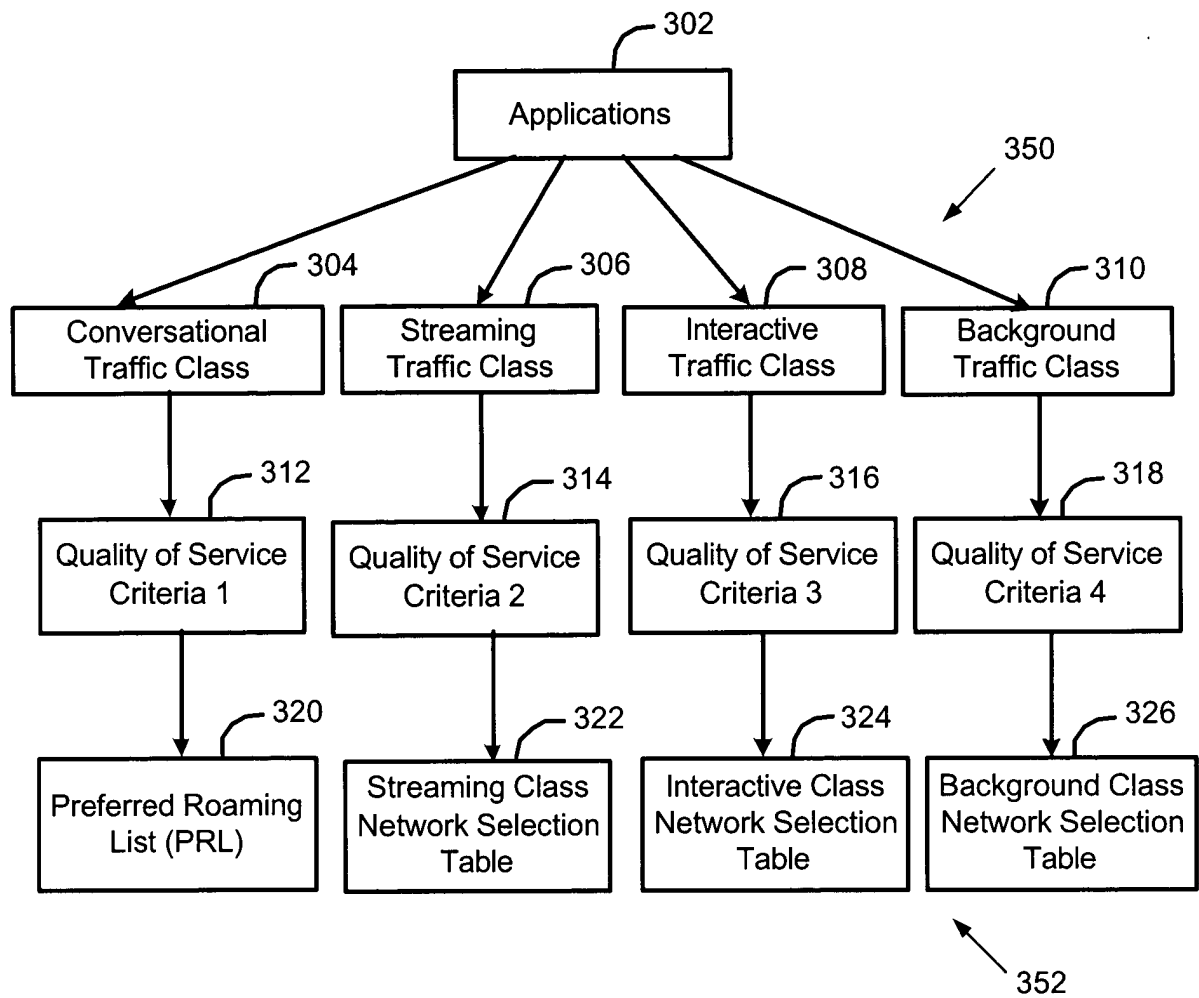 302
Applications
350
304
306
308
310
Conversational
Traffic Class
Streaming
Traffic Class
Interactive
Traffic Class
Background
Traffic Class
312
314
316
318
Quality of Service
Criteria 1
Quality of Service
Criteria 2
Quality of Service
Criteria 3
Quality of Service
Criteria 4
320
322
324
326
Preferred Roaming
List (PRL)
Streaming Class
Network Selection
Table
Interactive Class
Network Selection
Table
Background Class
Network Selection
Table
352